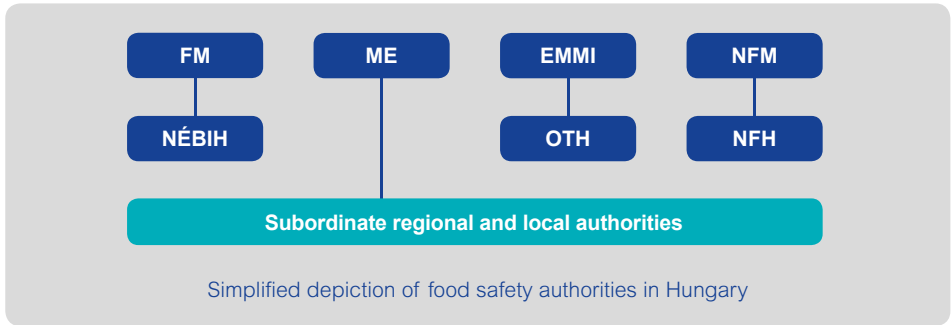 FM
ME
EMMI
NFM
NÉBIH
OTH
NFH
Subordinate regional and local authorities
Simplified depiction of food safety authorities in Hungary